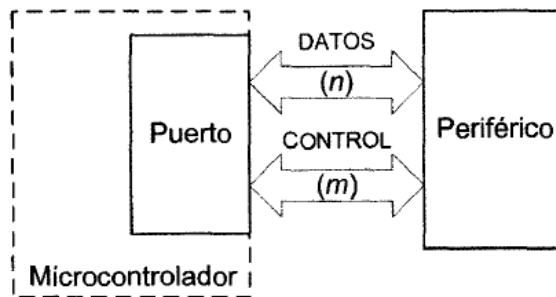 DATOS
(n)
Puerto
CONTROL
(m)
Periférico
Microcontrolador